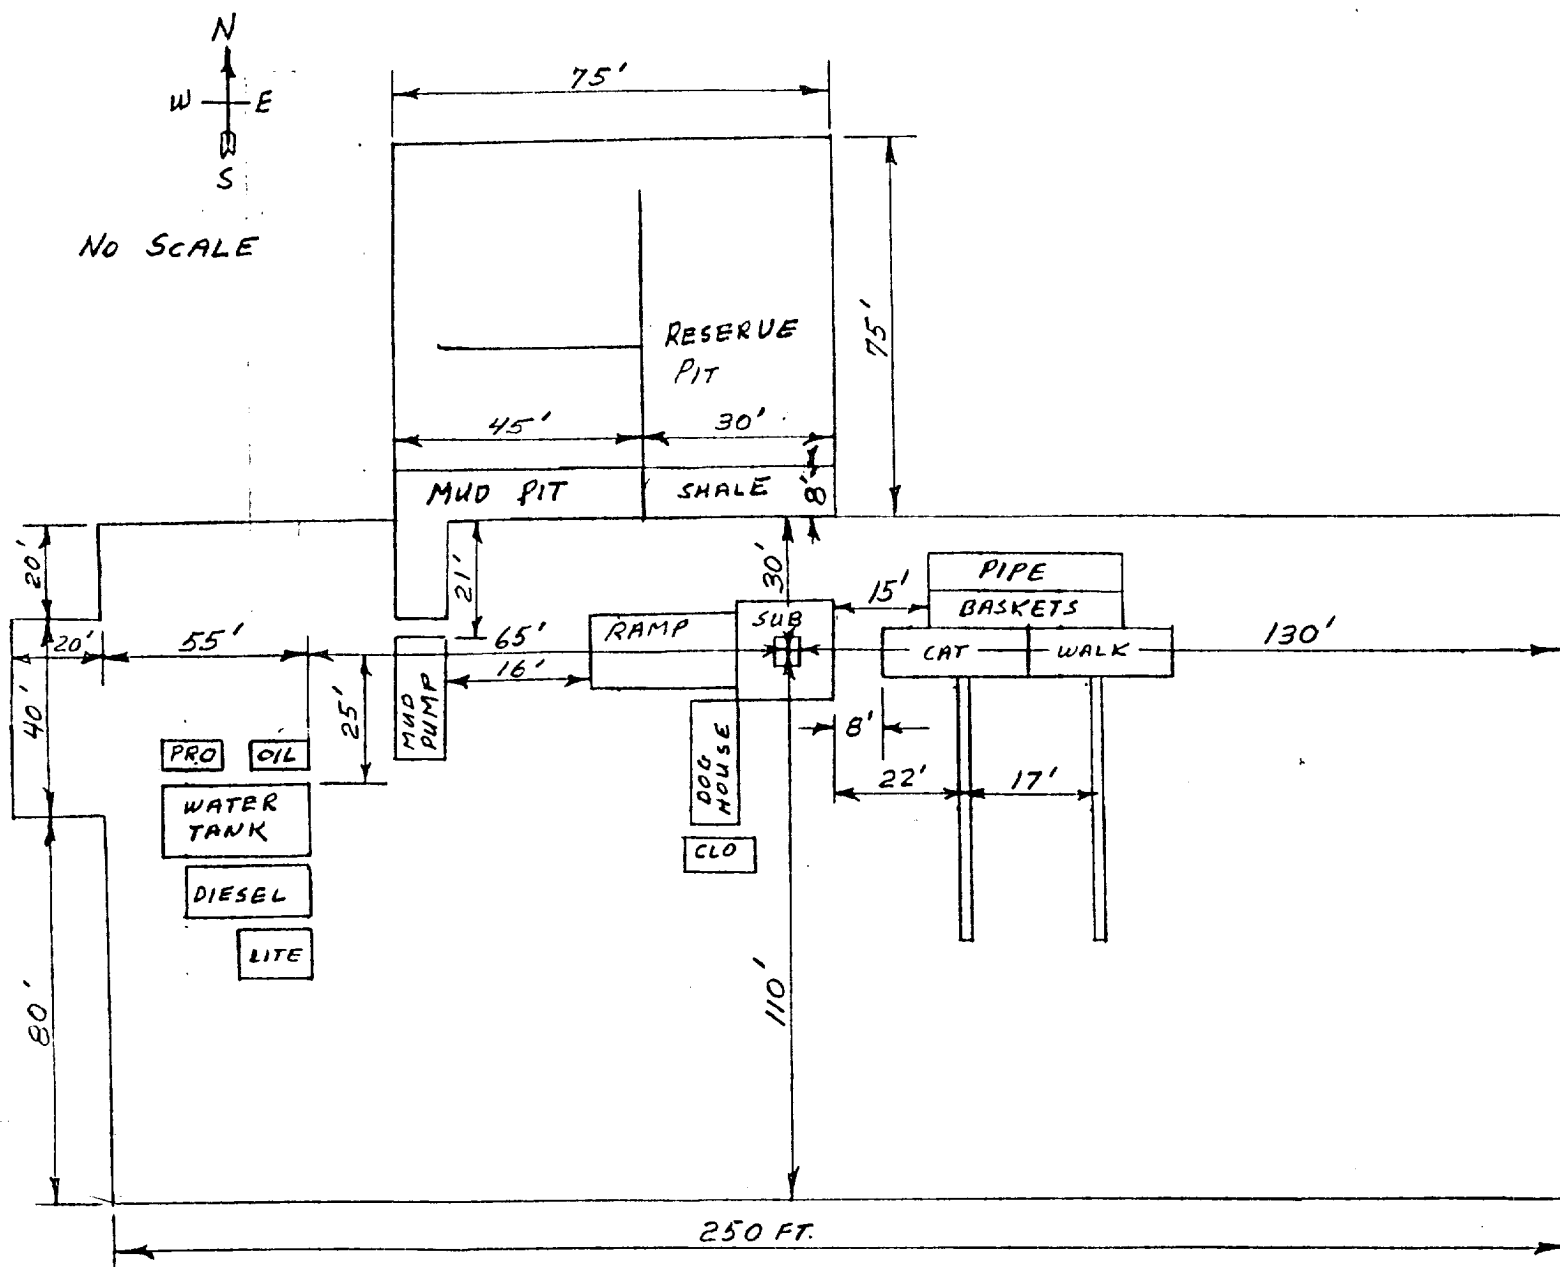 N
W E
S
NO SCALE
75'
75'
RESERVE
PIT
45'
30'
MUD PIT
SHALE
8'
20'
21'
30'
15'
PIPE
BASKETS
RAMP
SUB
20'
55'
65'
CAT
WALK
130'
16'
40'
25'
MUD
PUMP
8'
PRO
OIL
DOG
HOUSE
22'
17'
WATER
TANK
CLO
DIESEL
LITE
80'
110'
250 FT.